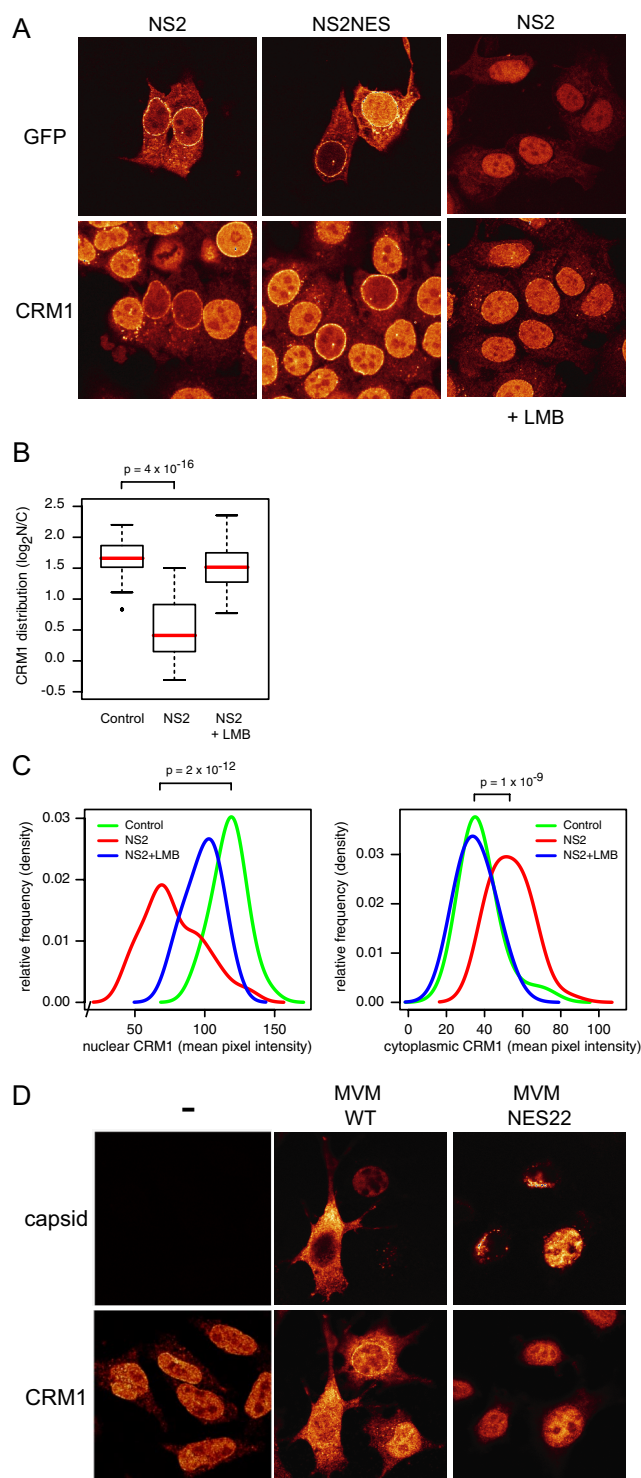 A
NS2 NS2NES NS2
GFP
CRM1
+ LMB
B
p = 4 x 10⁻¹⁶
CRM1 distribution (log₂N/C)
2.5
2.0
1.5
1.0
0.5
0.0
-0.5
Control NS2 NS2
+ LMB
C
p = 2 x 10⁻¹²
relative frequency (density)
0.03
0.02
0.01
0.00
Control
NS2
NS2+LMB
50 100 150
nuclear CRM1 (mean pixel intensity)
p = 1 x 10⁻⁹
relative frequency (density)
0.03
0.02
0.01
0.00
Control
NS2
NS2+LMB
0 20 40 60 80 100
cytoplasmic CRM1 (mean pixel intensity)
D
- MVM MVM
WT NES22
capsid
CRM1